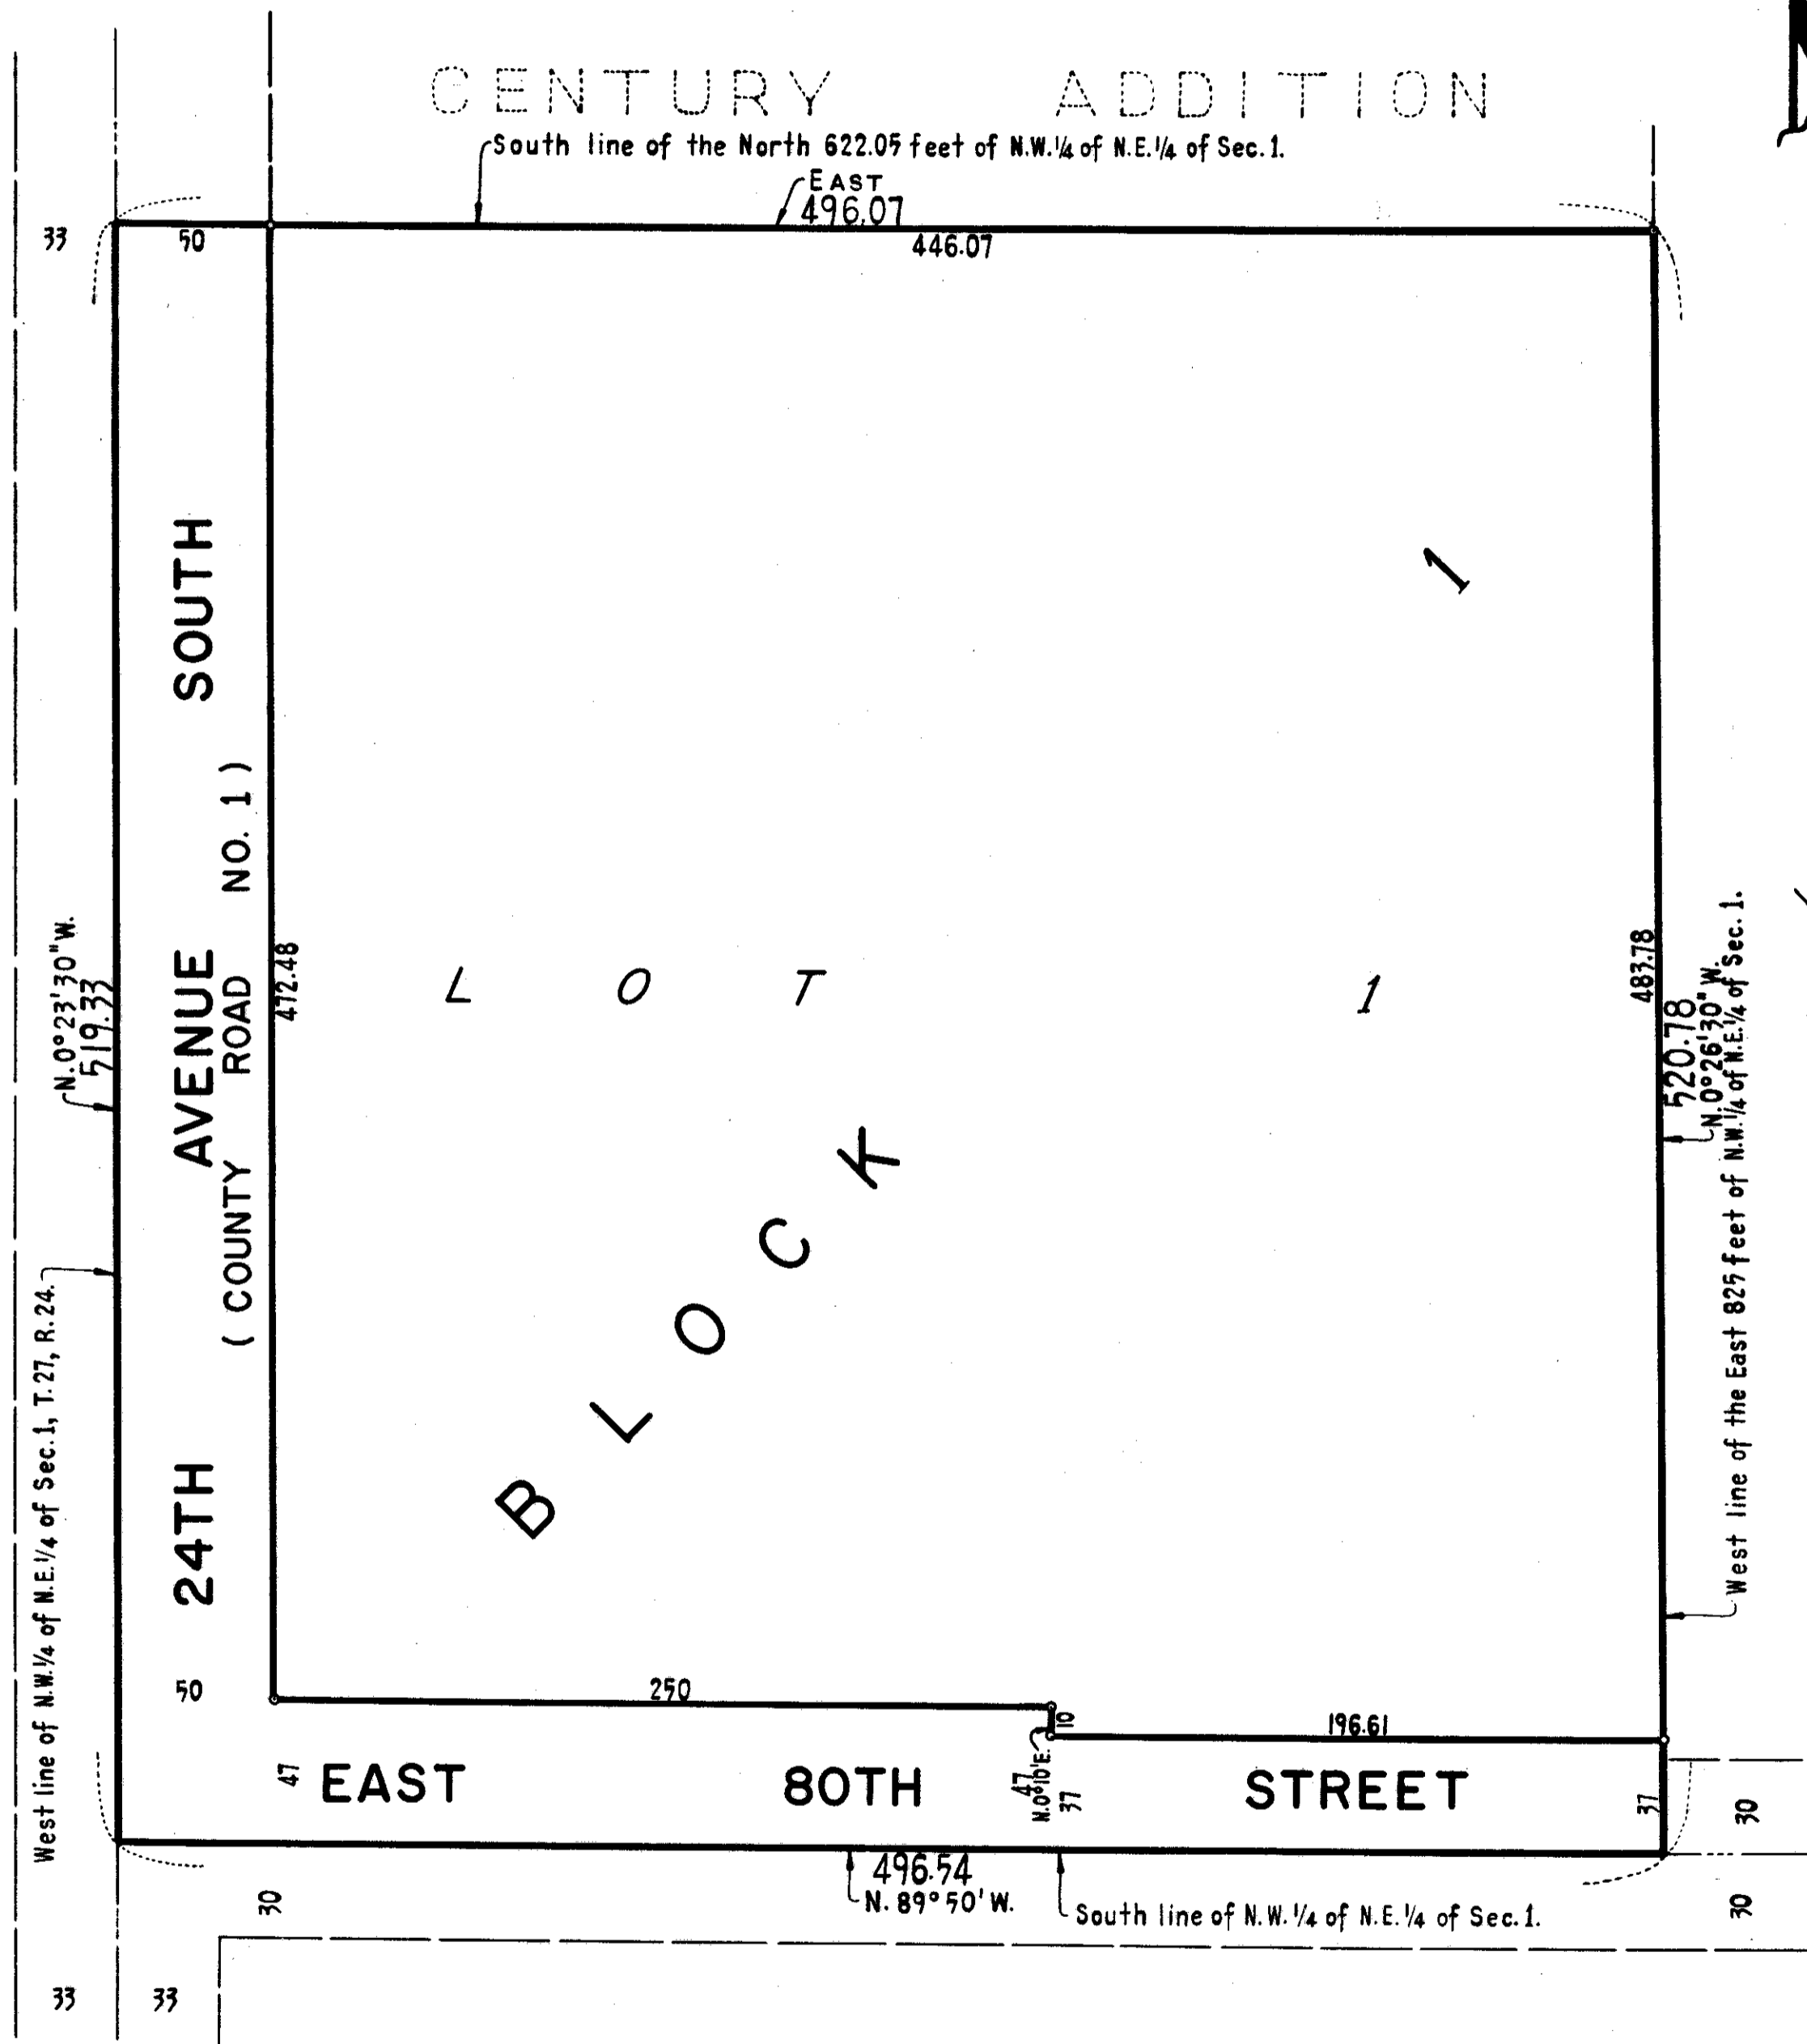 CENTURY ADDITION
South line of the North 622.05 feet of N.W.1/4 of N.E.1/4 of Sec. 1.
EAST
496.07
33
50
446.07
24TH AVENUE SOUTH
( COUNTY ROAD NO. 1 )
N.0°23'30"W.
519.33
472.48
LOT 1
BLOCK 1
483.78
520.78
N.0°26'30"W.
West line of the East 825 feet of N.W.1/4 of N.E.1/4 of Sec. 1.
West line of N.W.1/4 of N.E.1/4 of Sec. 1, T. 27, R. 24.
50
250
10
196.61
47
EAST 80TH STREET
47
N.0°10'E.
37
37
30
496.54
N. 89°50' W.
South line of N.W. 1/4 of N.E. 1/4 of Sec. 1.
30
30
33
33